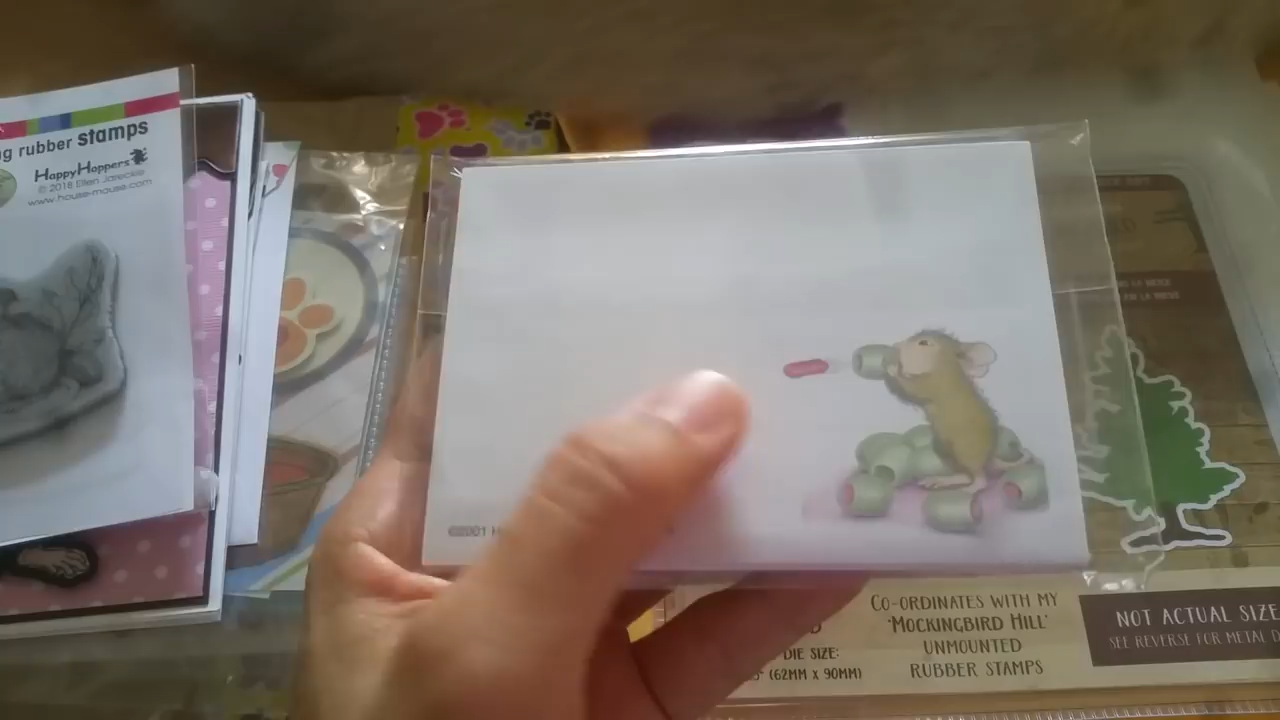 rubber stamps
HappyHoppers
© 2018 Ellen Jareckie
www.house-mouse.com
CO-ORDINATES WITH MY
'MOCKINGBIRD HILL'
UNMOUNTED
RUBBER STAMPS
DIE SIZE:
(62MM x 90MM)
NOT ACTUAL SIZE
SEE REVERSE FOR METAL